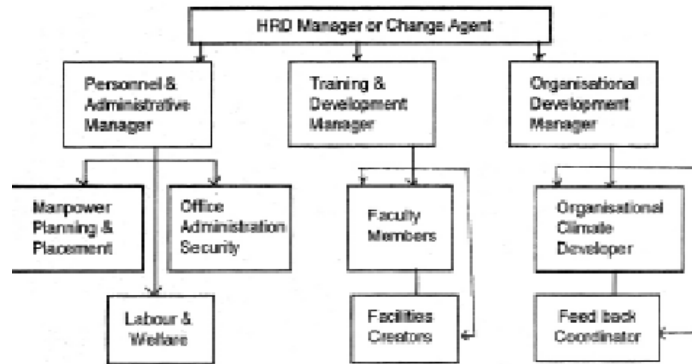 HRD Manager or Change Agent
Personnel &
Administrative
Manager
Training &
Development
Manager
Organisational
Development
Manager
Manpower
Planning &
Placement
Office
Administration
Security
Faculty
Members
Organisational
Climate
Developer
Labour &
Welfare
Facilities
Creators
Feed back
Coordinator